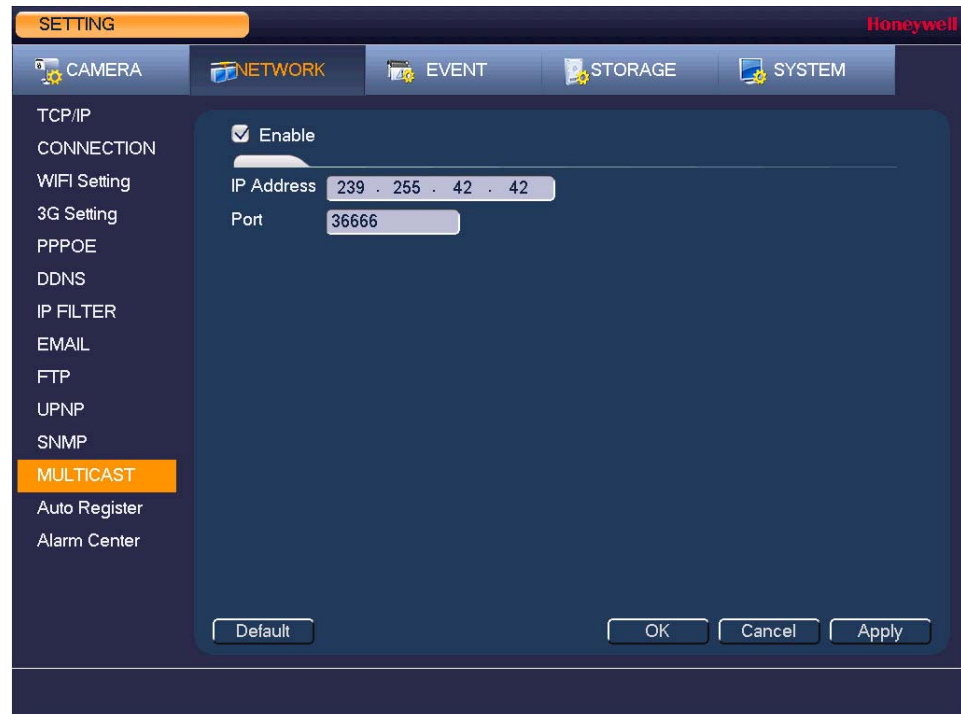 SETTING
Honeywell
CAMERA
NETWORK
EVENT
STORAGE
SYSTEM
TCP/IP
CONNECTION
WIFI Setting
3G Setting
PPPOE
DDNS
IP FILTER
EMAIL
FTP
UPNP
SNMP
MULTICAST
Auto Register
Alarm Center
Enable
IP Address 239 . 255 . 42 . 42
Port 36666
Default
OK
Cancel
Apply